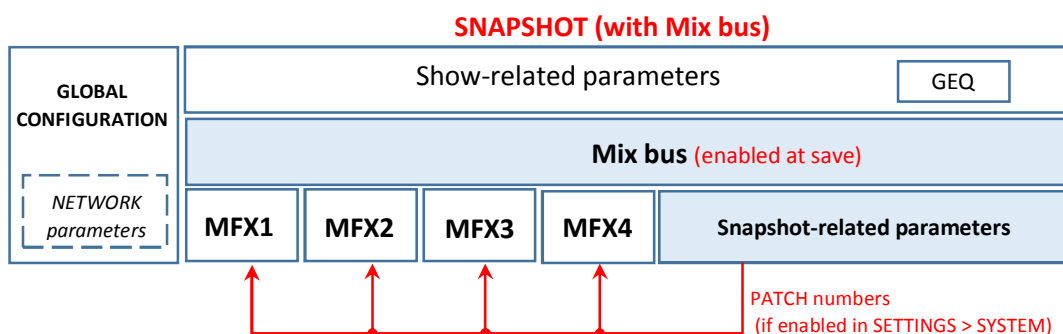 SNAPSHOT (with Mix bus)
GLOBAL
CONFIGURATION
NETWORK
parameters
Show-related parameters
GEQ
Mix bus (enabled at save)
MFX1
MFX2
MFX3
MFX4
Snapshot-related parameters
PATCH numbers
(if enabled in SETTINGS > SYSTEM)